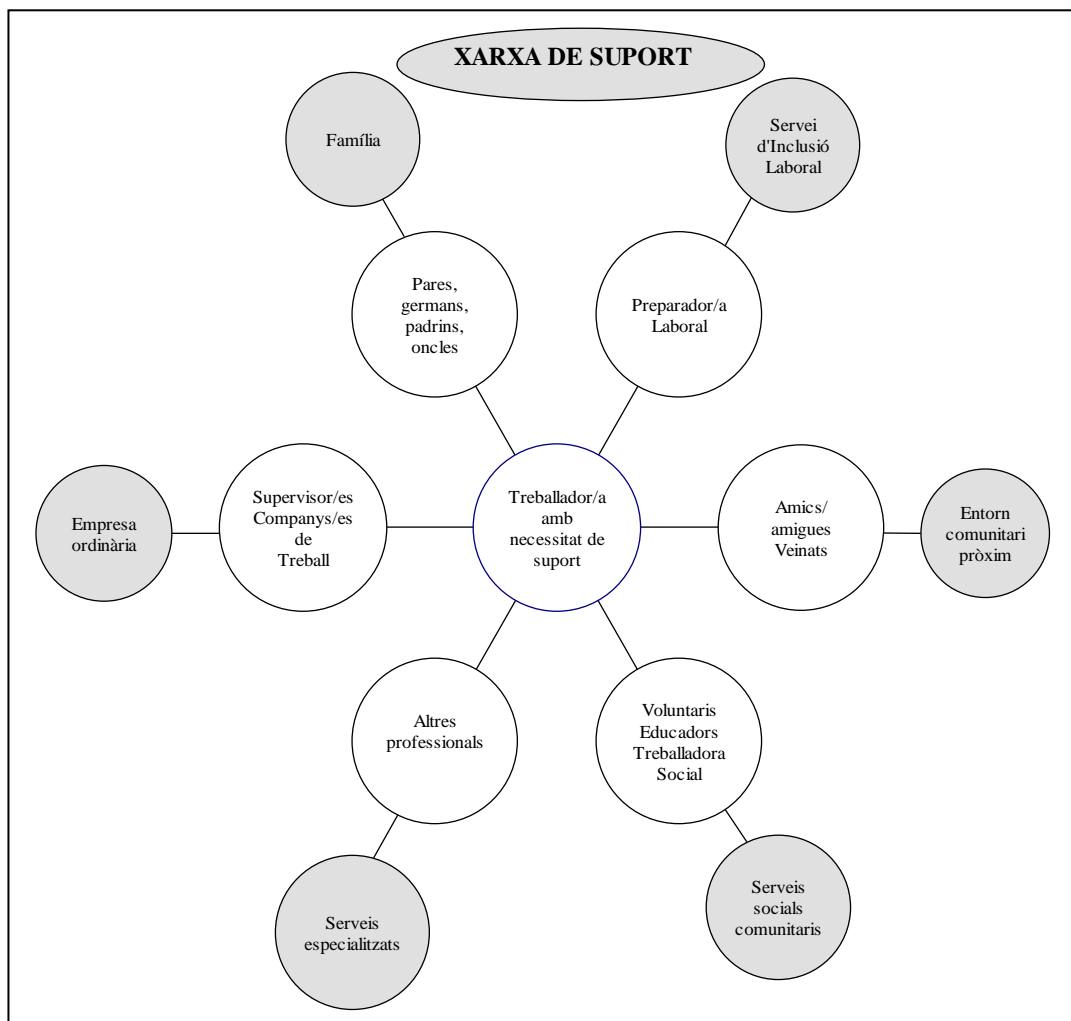 XARXA DE SUPORT
Família
Servei
d'Inclusió
Laboral
Pares,
germans,
padrins,
oncles
Preparador/a
Laboral
Empresa
ordinària
Supervisor/es
Companys/es
de
Treball
Treballador/a
amb
necessitat de
suport
Amics/
amigues
Veinats
Entorn
comunitari
pròxim
Altres
professionals
Voluntaris
Educadors
Treballadora
Social
Serveis
especialitzats
Serveis
socials
comunitaris